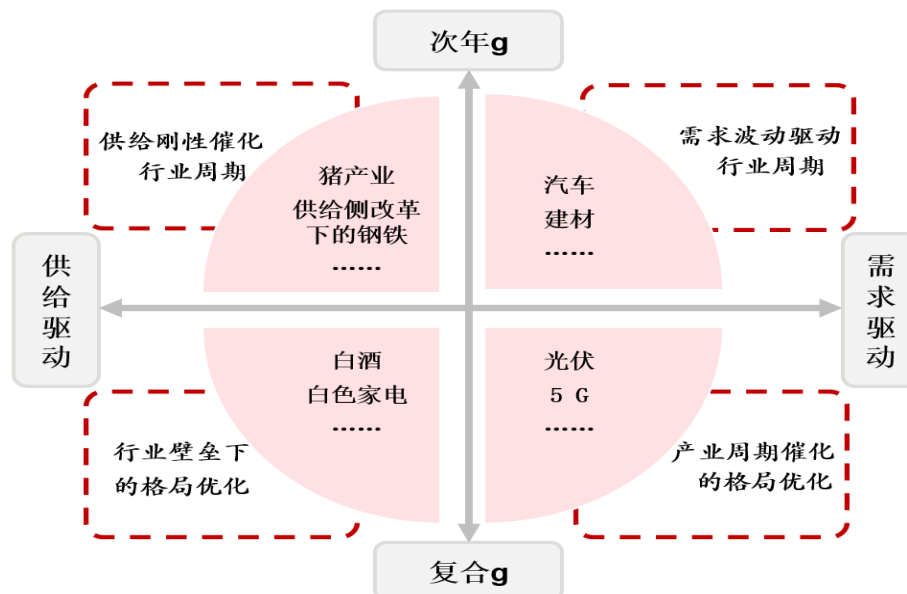 次年g
供给刚性催化
行业周期
需求波动驱动
行业周期
猪产业
供给侧改革
下的钢铁
……
汽车
建材
……
供给驱动
需求驱动
白酒
白色家电
……
光伏
5 G
……
行业壁垒下
的格局优化
产业周期催化
的格局优化
复合g